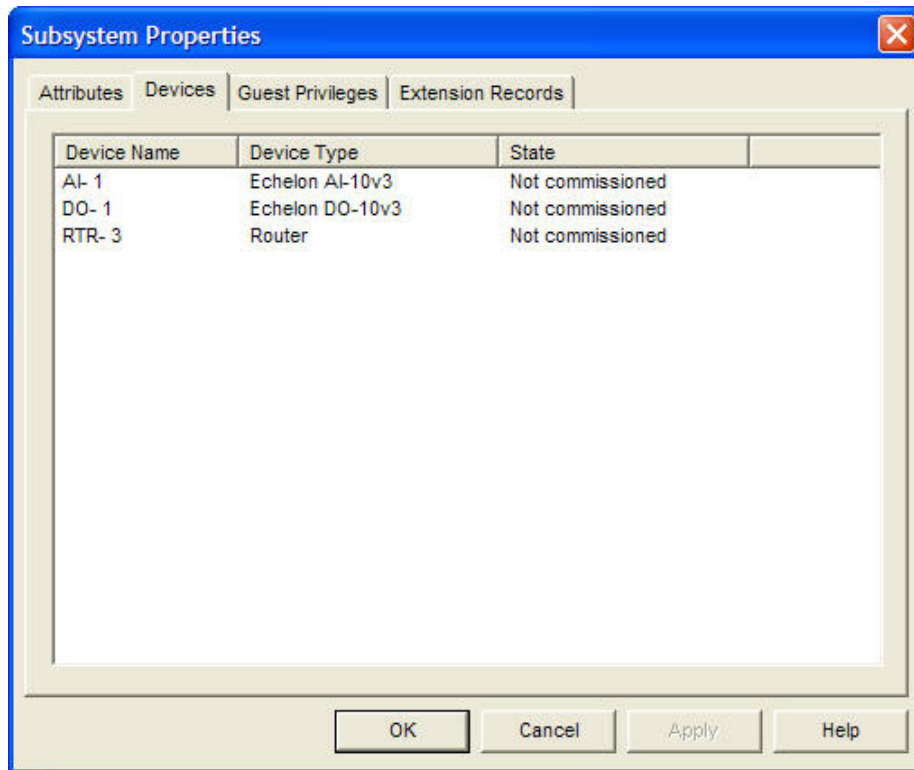 Subsystem Properties
Attributes Devices Guest Privileges Extension Records
Device Name Device Type State
AI- 1 Echelon AI-10v3 Not commissioned
DO- 1 Echelon DO-10v3 Not commissioned
RTR- 3 Router Not commissioned
OK Cancel Apply Help